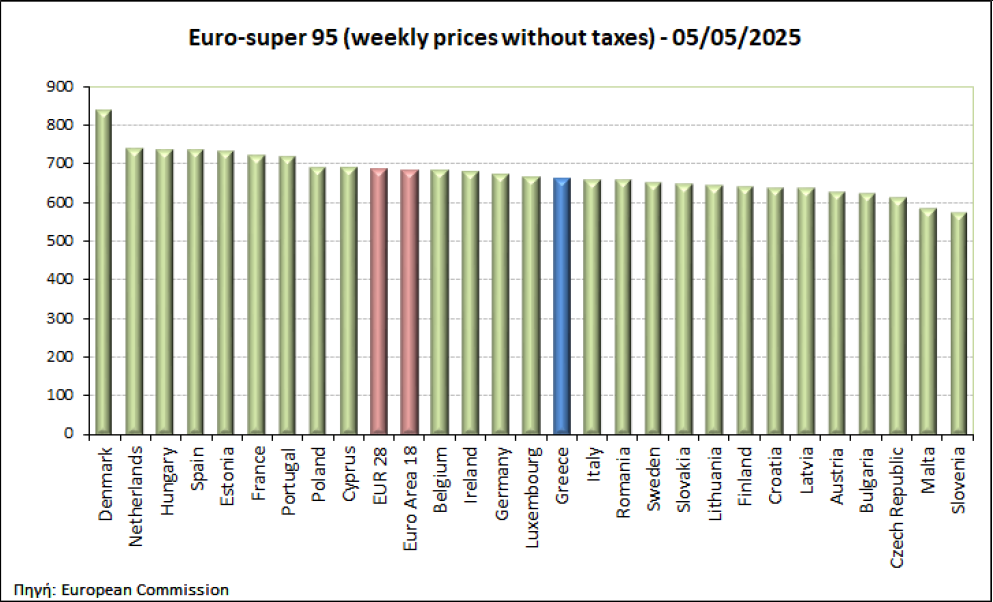 Euro-super 95 (weekly prices without taxes) - 05/05/2025
900
800
700
600
500
400
300
200
100
0
Denmark
Netherlands
Hungary
Spain
Estonia
France
Portugal
Poland
Cyprus
EUR 28
Euro Area 18
Belgium
Ireland
Germany
Luxembourg
Greece
Italy
Romania
Sweden
Slovakia
Lithuania
Finland
Croatia
Latvia
Austria
Bulgaria
Czech Republic
Malta
Slovenia
Πηγή: European Commission